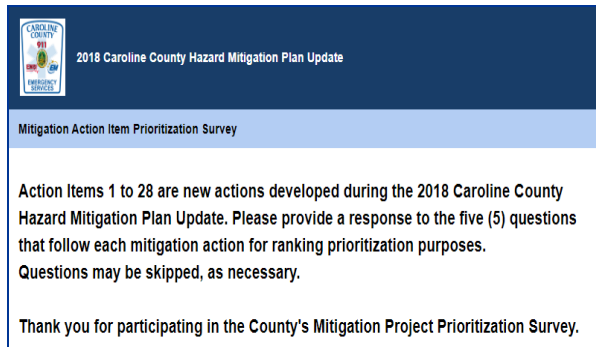 CAROLINE
COUNTY
911
2018 Caroline County Hazard Mitigation Plan Update
EMERGENCY
SERVICES
Mitigation Action Item Prioritization Survey
Action Items 1 to 28 are new actions developed during the 2018 Caroline County
Hazard Mitigation Plan Update. Please provide a response to the five (5) questions
that follow each mitigation action for ranking prioritization purposes.
Questions may be skipped, as necessary.
Thank you for participating in the County's Mitigation Project Prioritization Survey.